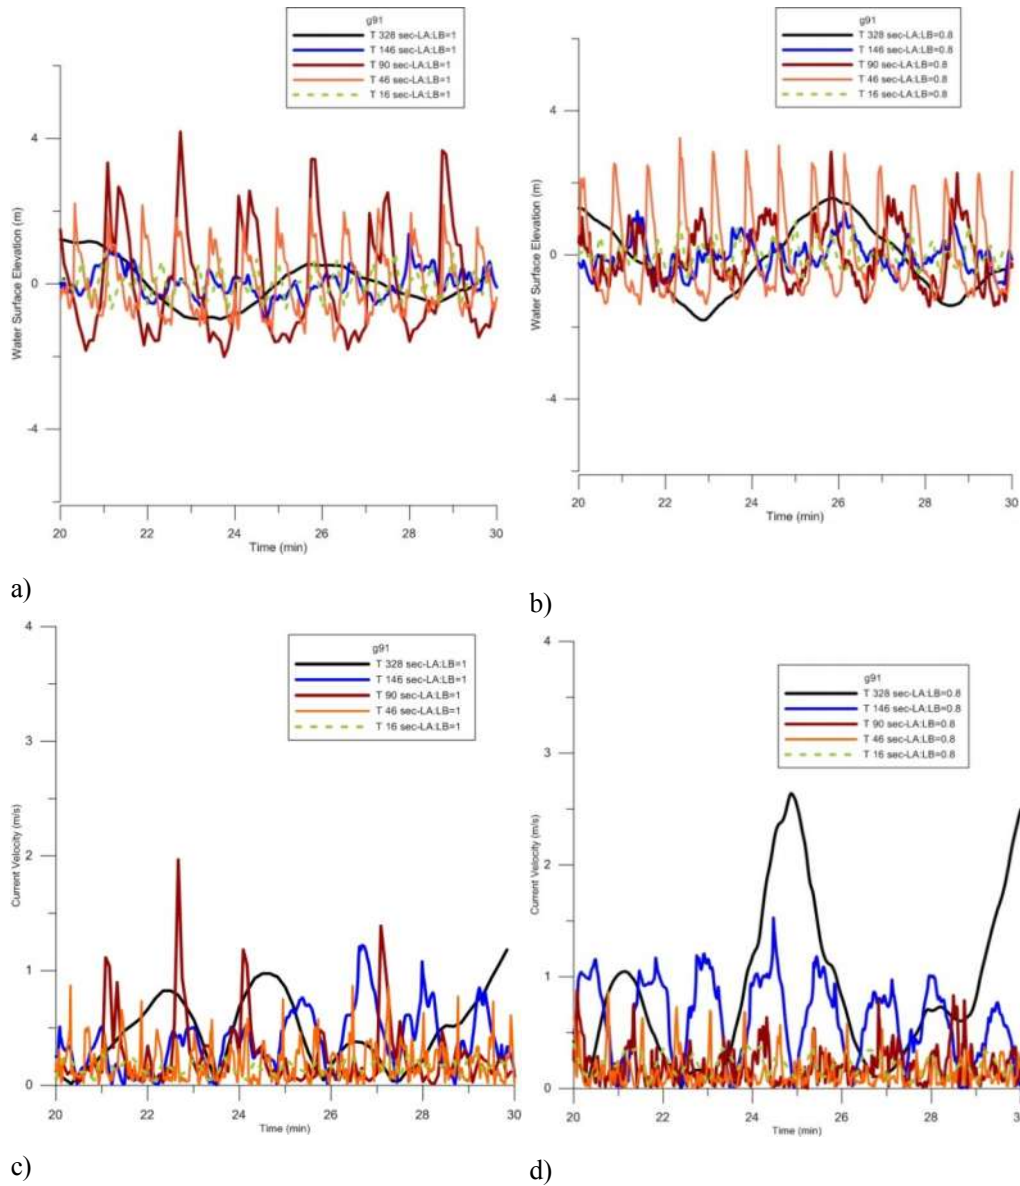 g91
T 328 sec-LA:LB=1
T 146 sec-LA:LB=1
T 90 sec-LA:LB=1
T 46 sec-LA:LB=1
T 16 sec-LA:LB=1
Water Surface Elevation (m)
4
0
-4
20 22 24 26 28 30
Time (min)
a)
g91
T 328 sec-LA:LB=0.8
T 146 sec-LA:LB=0.8
T 90 sec-LA:LB=0.8
T 46 sec-LA:LB=0.8
T 16 sec-LA:LB=0.8
Water Surface Elevation (m)
4
0
-4
20 22 24 26 28 30
Time (min)
b)
g91
T 328 sec-LA:LB=1
T 146 sec-LA:LB=1
T 90 sec-LA:LB=1
T 46 sec-LA:LB=1
T 16 sec-LA:LB=1
Current Velocity (m/s)
4
3
2
1
0
20 22 24 26 28 30
Time (min)
c)
g91
T 328 sec-LA:LB=0.8
T 146 sec-LA:LB=0.8
T 90 sec-LA:LB=0.8
T 46 sec-LA:LB=0.8
T 16 sec-LA:LB=0.8
Current Velocity (m/s)
4
3
2
1
0
20 22 24 26 28 30
Time (min)
d)